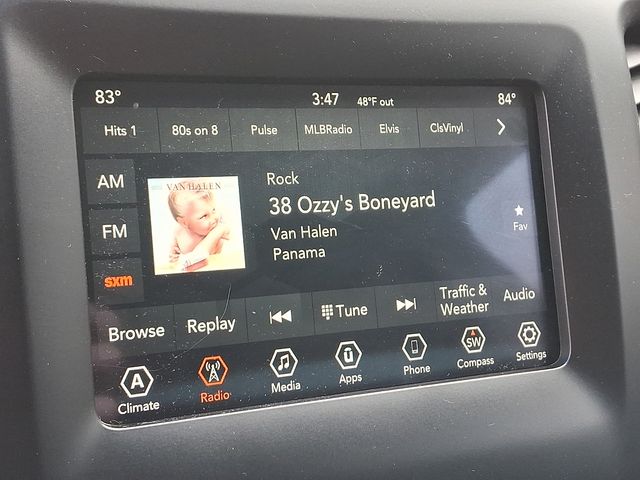 83° 3:47 48°F out 84°
Hits 1 80s on 8 Pulse MLBRadio Elvis ClsVinyl
AM
FM
sxm
VAN HALEN
Rock
38 Ozzy's Boneyard
Van Halen
Panama
Fav
Browse Replay Tune Traffic & Weather Audio
A
Climate Radio Media Apps Phone SW Compass Settings